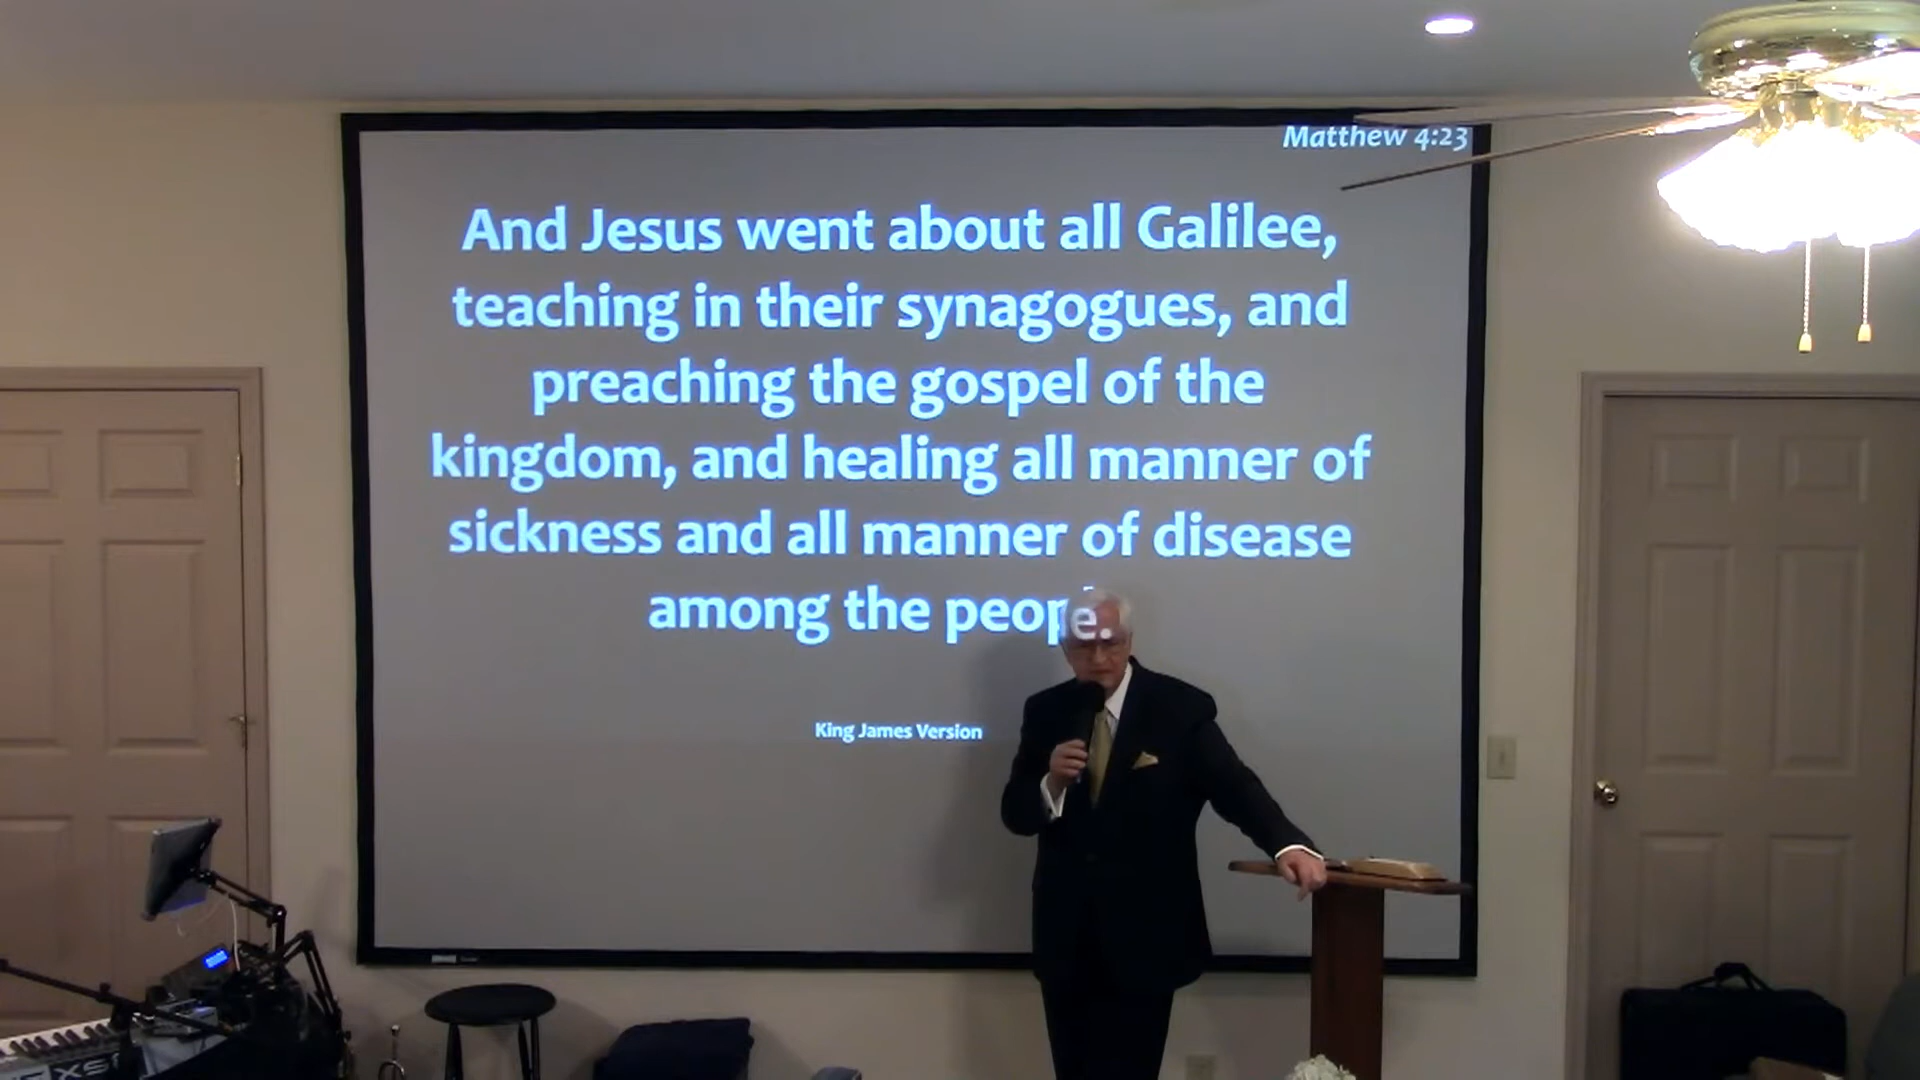 Matthew 4:23
And Jesus went about all Galilee,
teaching in their synagogues, and
preaching the gospel of the
kingdom, and healing all manner of
sickness and all manner of disease
among the people.
King James Version
XS